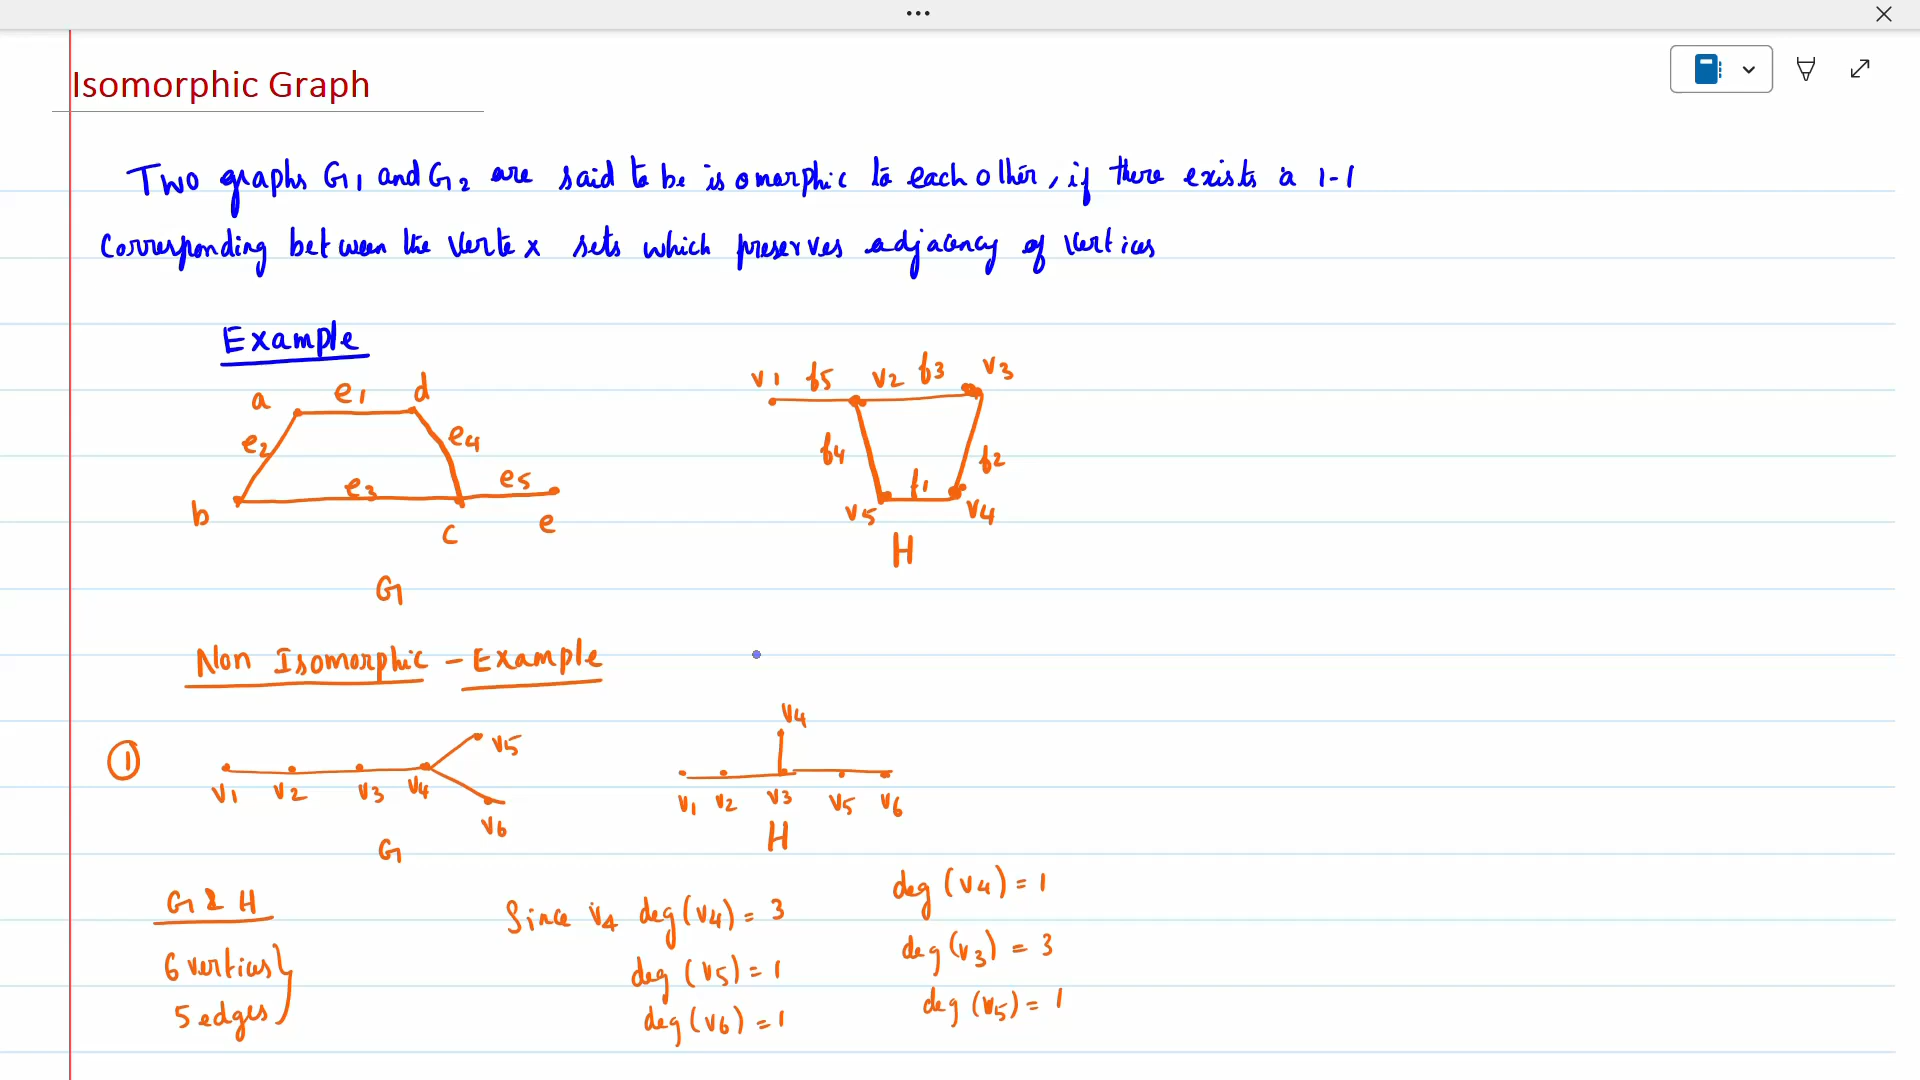 Isomorphic Graph
Two graphs G1 and G2 are said to be isomorphic to each other, if there exists a 1-1
corresponding between the vertex sets which preserves adjacency of vertices
Example
a e1 d
e2 e4
b e3 c e5 e
G
v1 f5 v2 f3 v3
f4 f2
v5 f1 v4
H
Non Isomorphic - Example
1
v1 v2 v3 v4 v5 v6
G
v4
v1 v2 v3 v5 v6
H
G & H
6 vertices
5 edges
Since v4 deg(v4) = 3
deg(v5) = 1
deg(v6) = 1
deg(v4) = 1
deg(v3) = 3
deg(v5) = 1